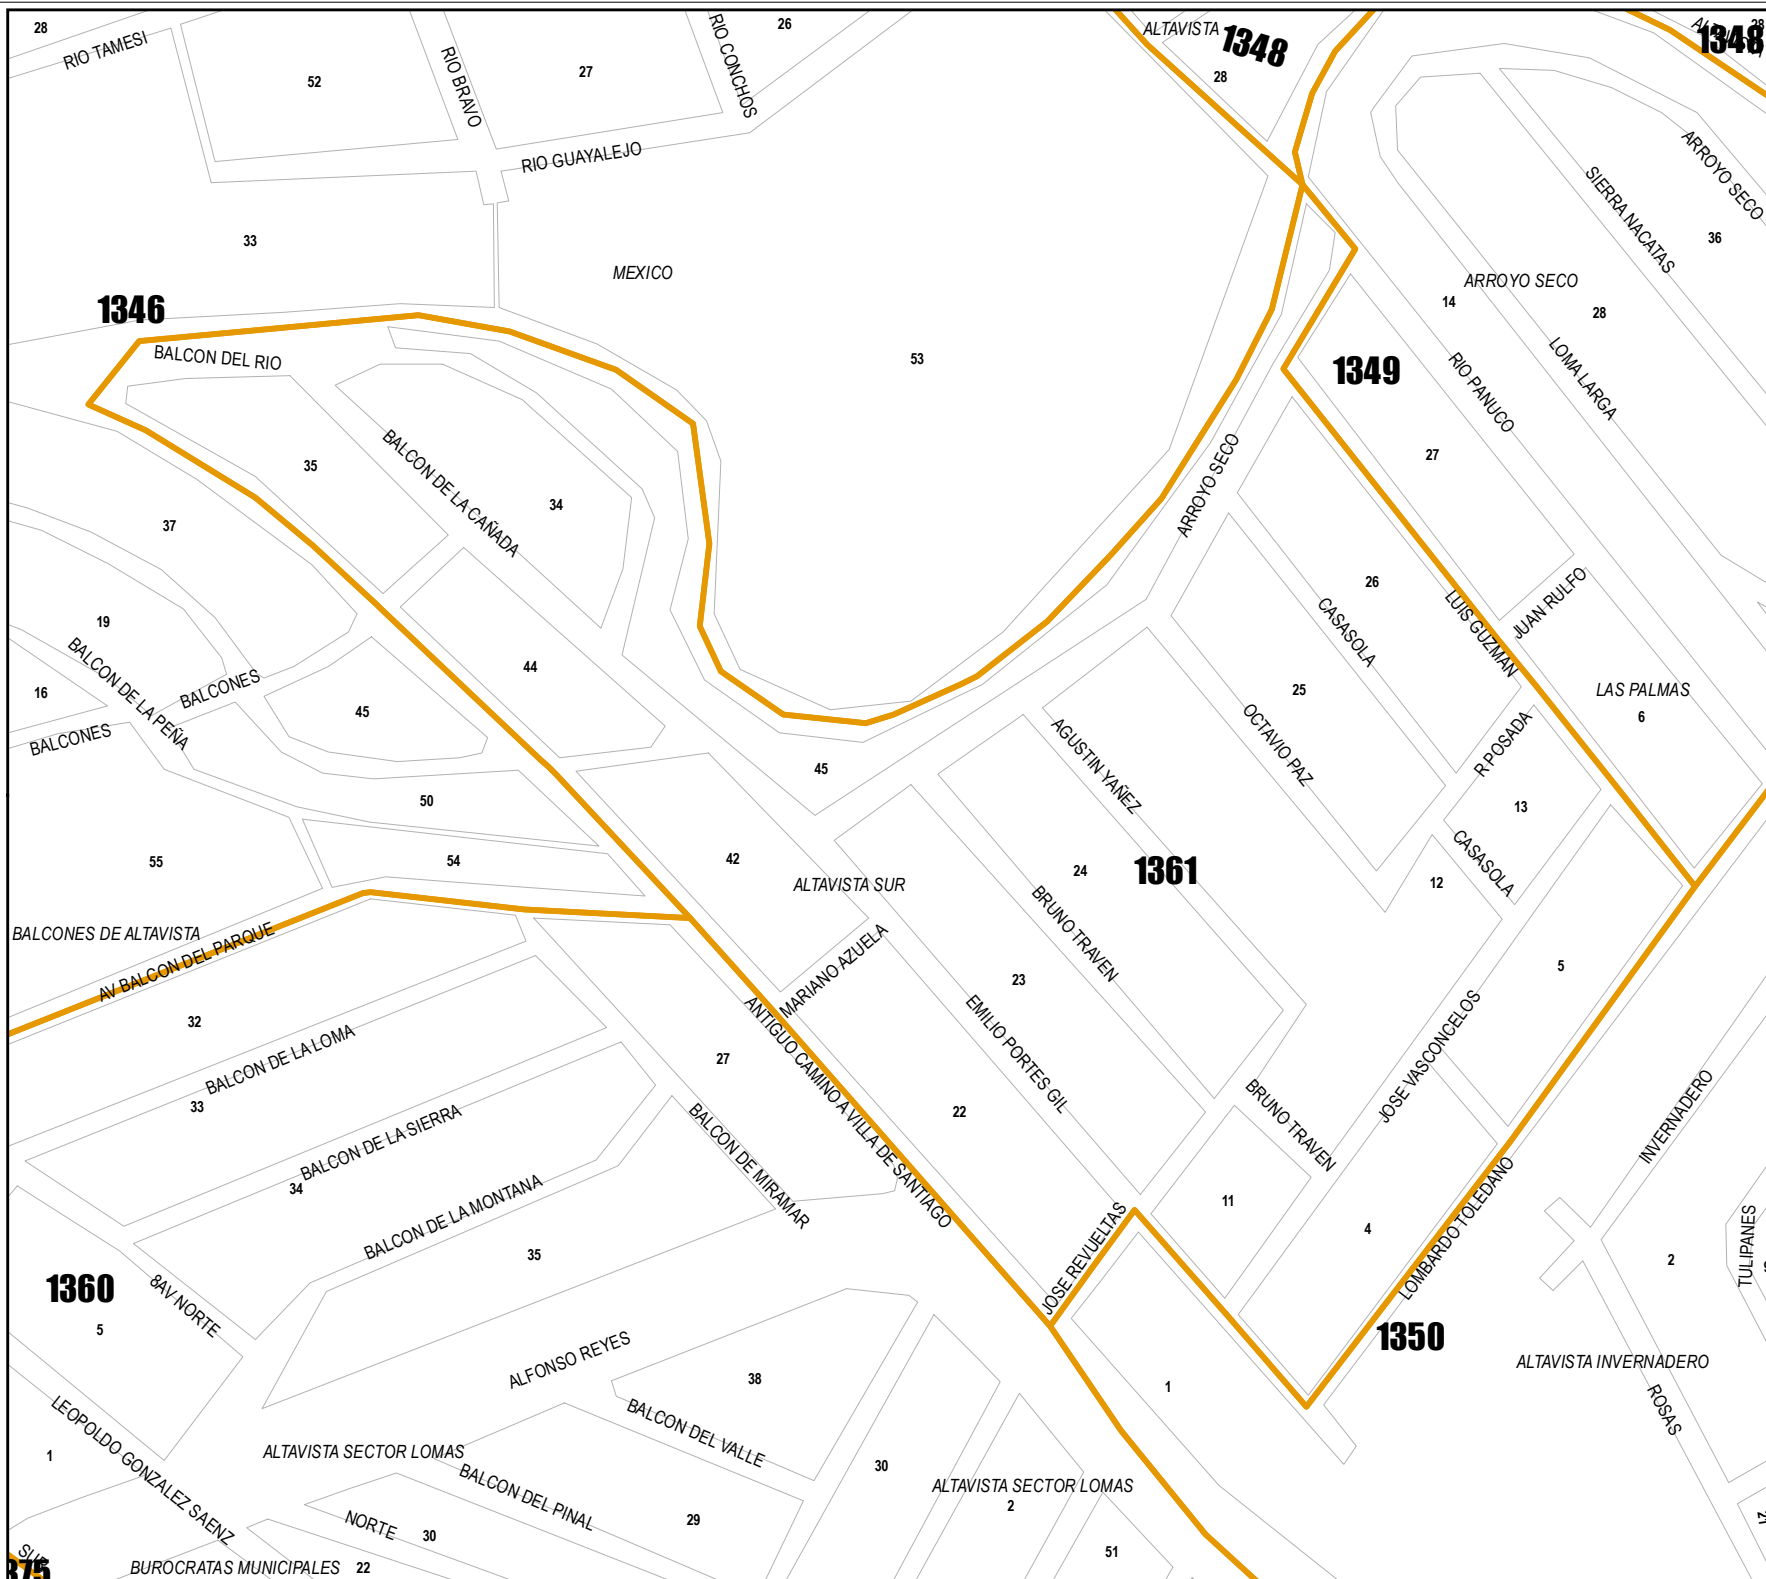 28
RIO TAMESI
52
RIO BRAVO
27
RIO CONCHOS
26
ALTAVISTA
1348
28
28
1348
RIO GUAYALEJO
ARROYO SECO
SIERRA NACATAS
36
33
MEXICO
ARROYO SECO
14
28
1346
BALCON DEL RIO
53
1349
RIO PANUCO
LOMA LARGA
35
BALCON DE LA CAÑADA
34
ARROYO SECO
27
37
26
CASASOLA
LUIS GUZMAN
JUAN RULFO
19
BALCON DE LA PEÑA
16
BALCONES
44
45
25
LAS PALMAS
6
BALCONES
OCTAVIO PAZ
R POSADA
AGUSTIN YAÑEZ
45
50
13
55
54
42
ALTAVISTA SUR
24
1361
12
CASASOLA
BALCONES DE ALTAVISTA
AV BALCON DEL PARQUE
MARIANO AZUELA
BRUNO TRAVEN
23
5
32
ANTIGUO CAMINO A VILLA DE SANTIAGO
EMILIO PORTES GIL
JOSE VASCONCELOS
BALCON DE LA LOMA
27
33
22
BRUNO TRAVEN
INVERNADERO
BALCON DE LA SIERRA
BALCON DE MIRAMAR
34
BALCON DE LA MONTANA
35
JOSE REVUELTAS
11
4
LOMBARDO TOLEDANO
TULIPANES
2
1360
8AV NORTE
5
1350
ALFONSO REYES
38
1
ALTAVISTA INVERNADERO
ROSAS
LEOPOLDO GONZALEZ SAENZ
BALCON DEL VALLE
1
ALTAVISTA SECTOR LOMAS
30
ALTAVISTA SECTOR LOMAS
2
BALCON DEL PINAL
29
NORTE
30
51
SUR
BUROCRATAS MUNICIPALES
22